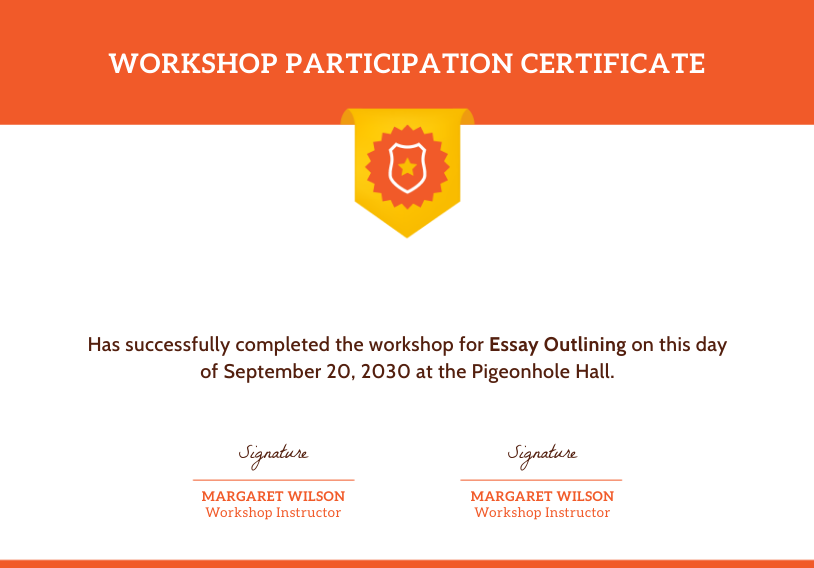 WORKSHOP PARTICIPATION CERTIFICATE
Has successfully completed the workshop for Essay Outlining on this day
of September 20, 2030 at the Pigeonhole Hall.
Signature
MARGARET WILSON
Workshop Instructor
Signature
MARGARET WILSON
Workshop Instructor